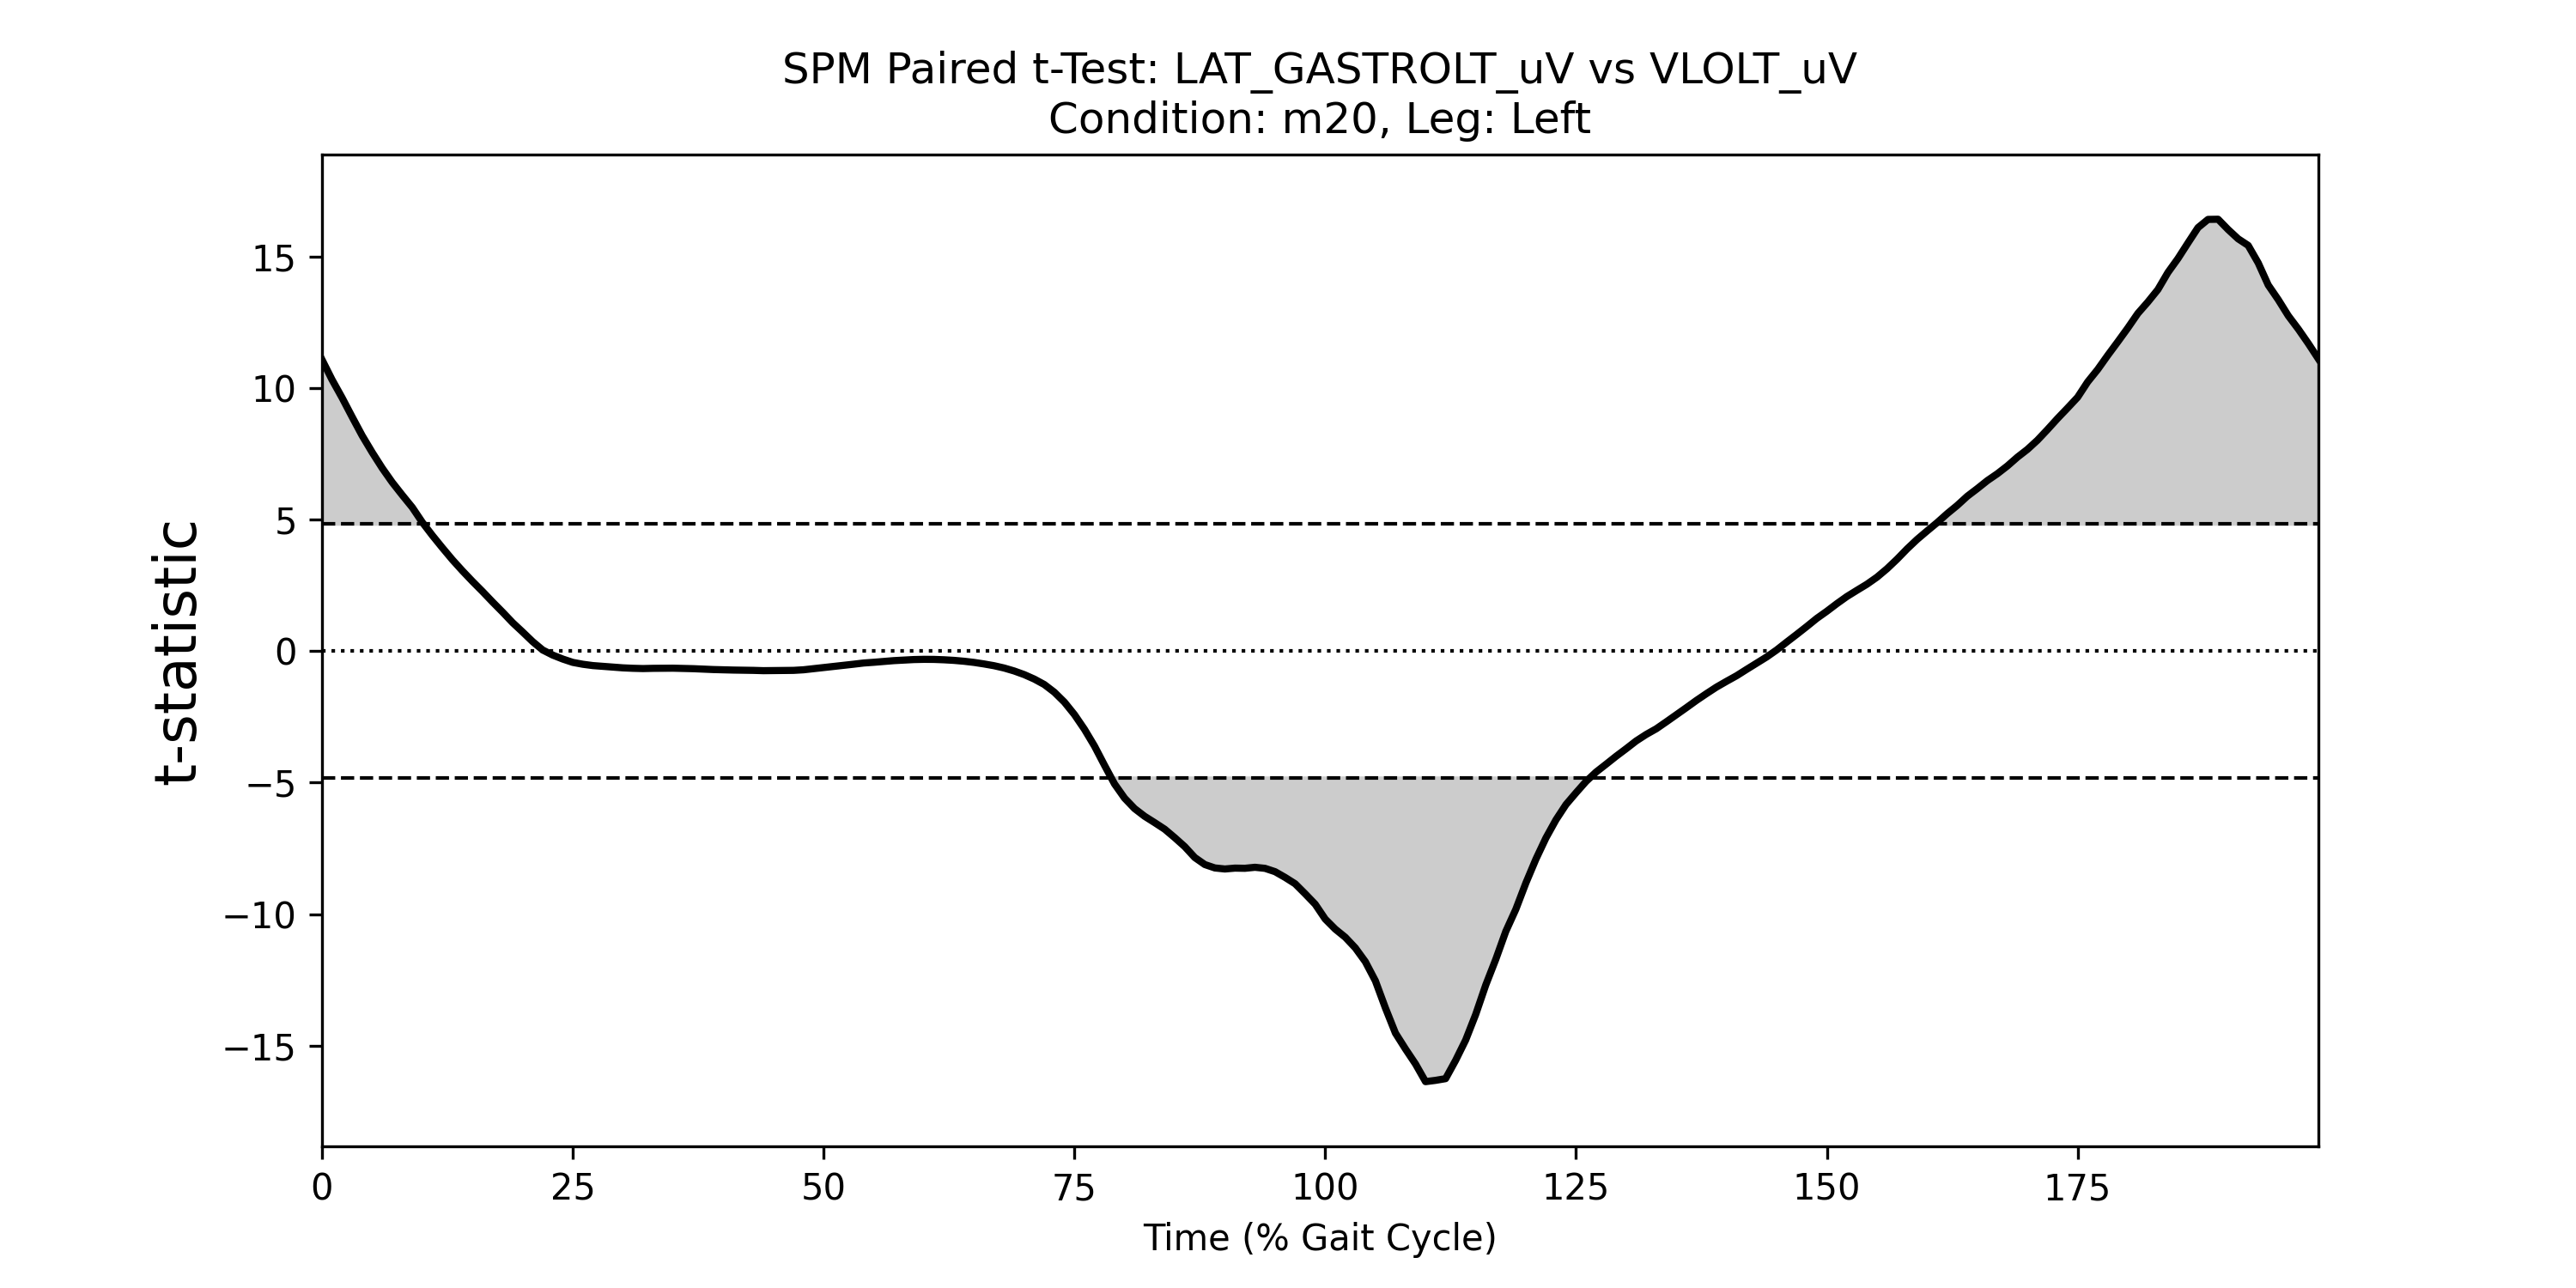 SPM Paired t-Test: LAT_GASTROLT_uV vs VLOLT_uV
Condition: m20, Leg: Left
t-statistic
15
10
5
0
−5
−10
−15
0 25 50 75 100 125 150 175
Time (% Gait Cycle)